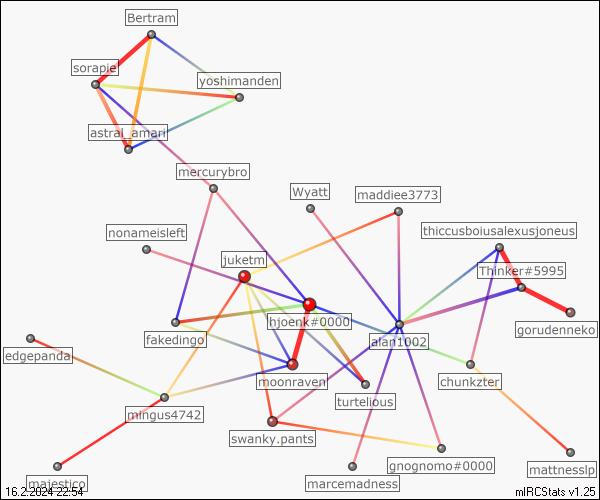 Bertram
sorapie
yoshimanden
astral_amari
mercurybro
Wyatt
maddiee3773
nonameisleft
thiccusboiusalexusjoneus
juketm
Thinker#5995
hjoenk#0000
gorudenneko
fakedingo
alan1002
edgepanda
moonraven
chunkzter
turtelious
mingus4742
swanky.pants
gnognomo#0000
mattnesslp
majestico
marcemadness
16.2.2024 22:54
mIRCStats v1.25